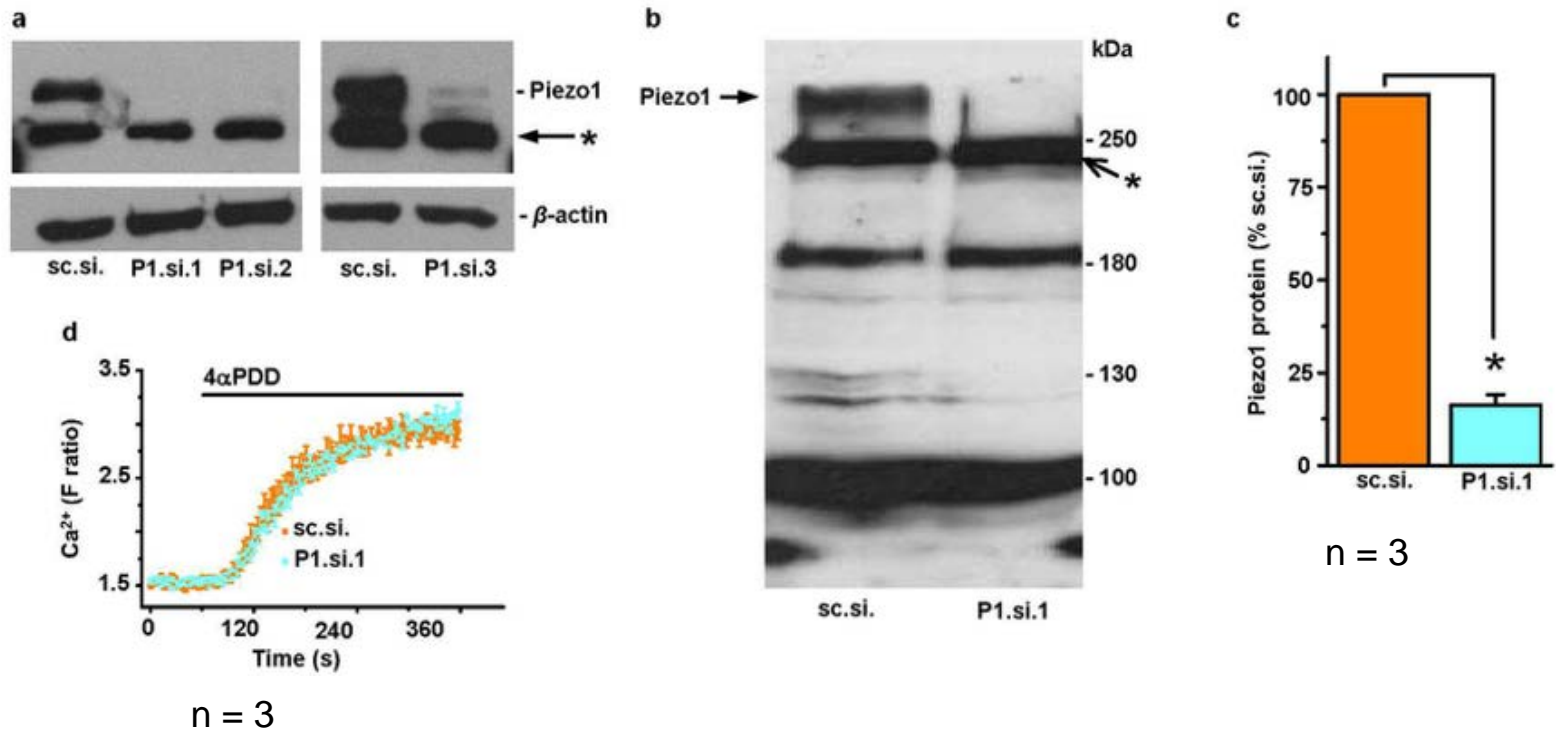 a
- Piezo1
*
- β-actin
sc.si. P1.si.1 P1.si.2 sc.si. P1.si.3
b
kDa
Piezo1
- 250
*
- 180
- 130
- 100
sc.si. P1.si.1
c
Piezo1 protein (% sc.si.)
100
75
50
25
0
*
sc.si. P1.si.1
n = 3
d
4αPDD
Ca²⁺ (F ratio)
3.5
2.5
1.5
sc.si.
P1.si.1
0 120 240 360
Time (s)
n = 3